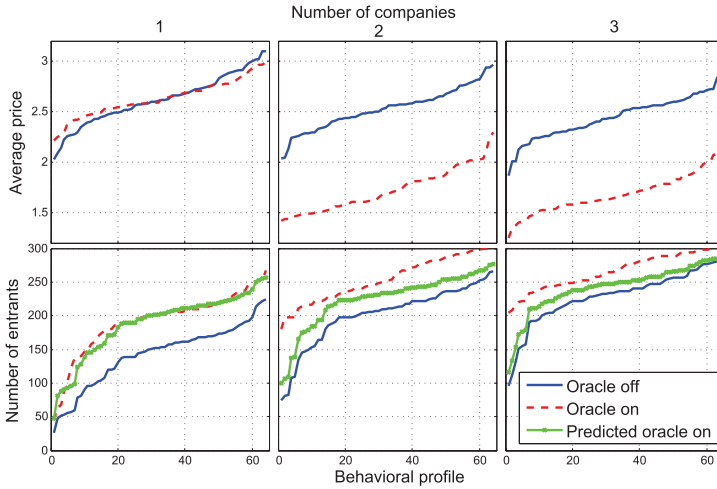 Number of companies
1 2 3
Average price
3
2.5
2
1.5
Number of entrants
300
250
200
150
100
50
0
0 20 40 60
0 20 40 60
0 20 40 60
Behavioral profile
Oracle off
Oracle on
Predicted oracle on